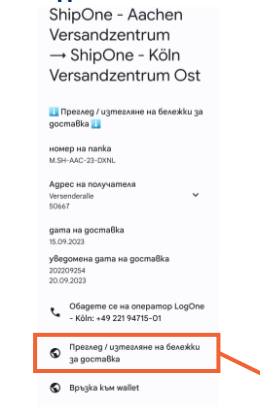 ShipOne - Aachen
Versandzentrum
→ ShipOne - Köln
Versandzentrum Ost
ℹ️ Преглед / изтегляне на бележки за
доставка ℹ️
номер на папка
M.SH-AAC-23-DXNL
Адрес на получателя
Versenderalle
50667
дата на доставка
15.09.2023
уведомена дата на доставка
202209254
20.09.2023
Обадете се на оператор LogOne
- Köln: +49 221 94715-01
Преглед / изтегляне на бележки
за доставка
Връзка към wallet